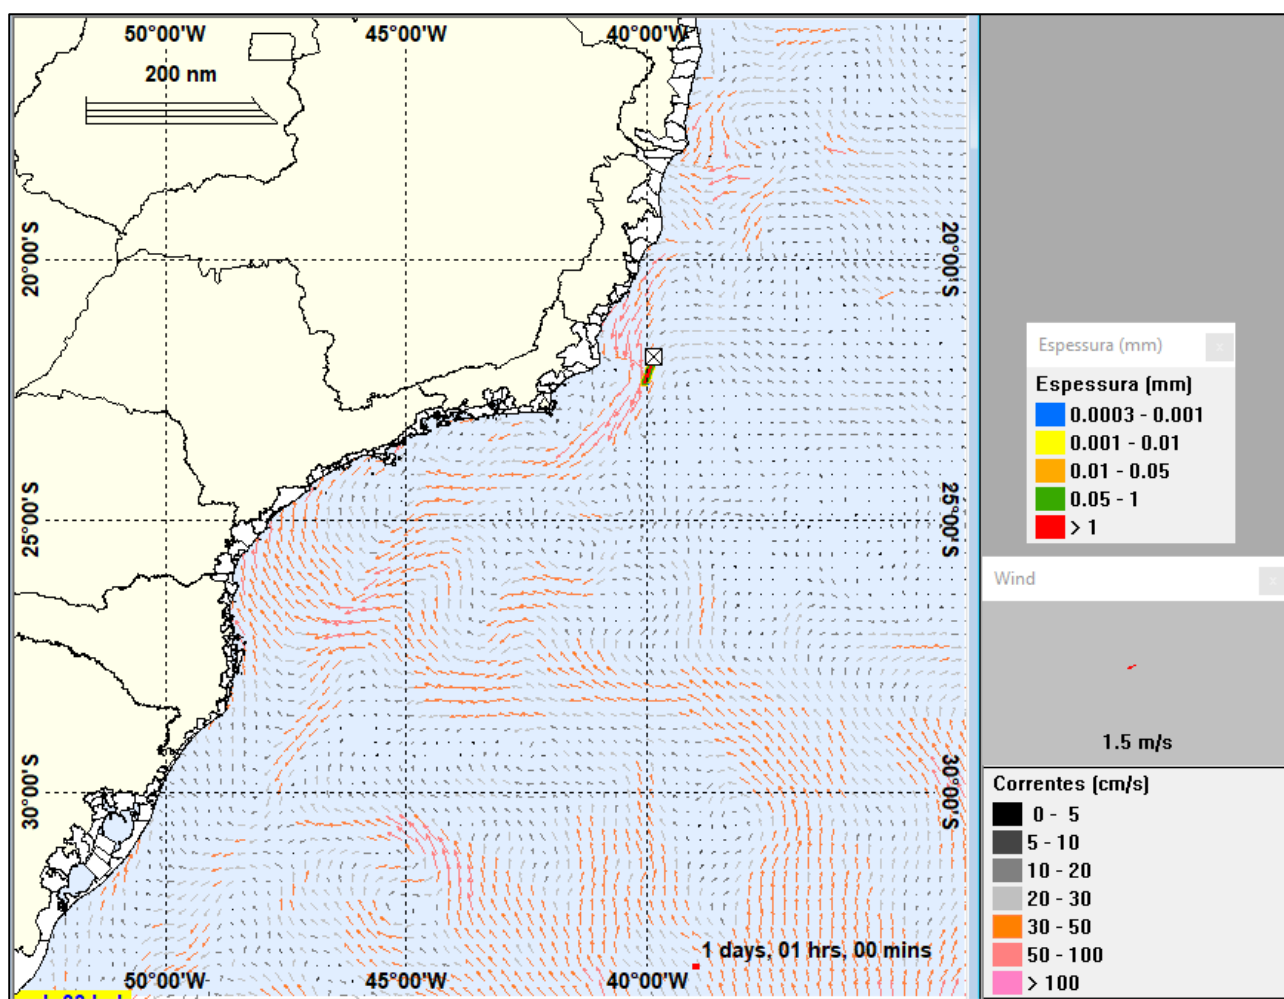 50°00'W 45°00'W 40°00'W
200 nm
20°00'S
20°00'S
25°00'S
25°00'S
30°00'S
30°00'S
1 days, 01 hrs, 00 mins
50°00'W 45°00'W 40°00'W
Espessura (mm) x
Espessura (mm)
0.0003 - 0.001
0.001 - 0.01
0.01 - 0.05
0.05 - 1
> 1
Wind x
1.5 m/s
Correntes (cm/s)
0 - 5
5 - 10
10 - 20
20 - 30
30 - 50
50 - 100
> 100